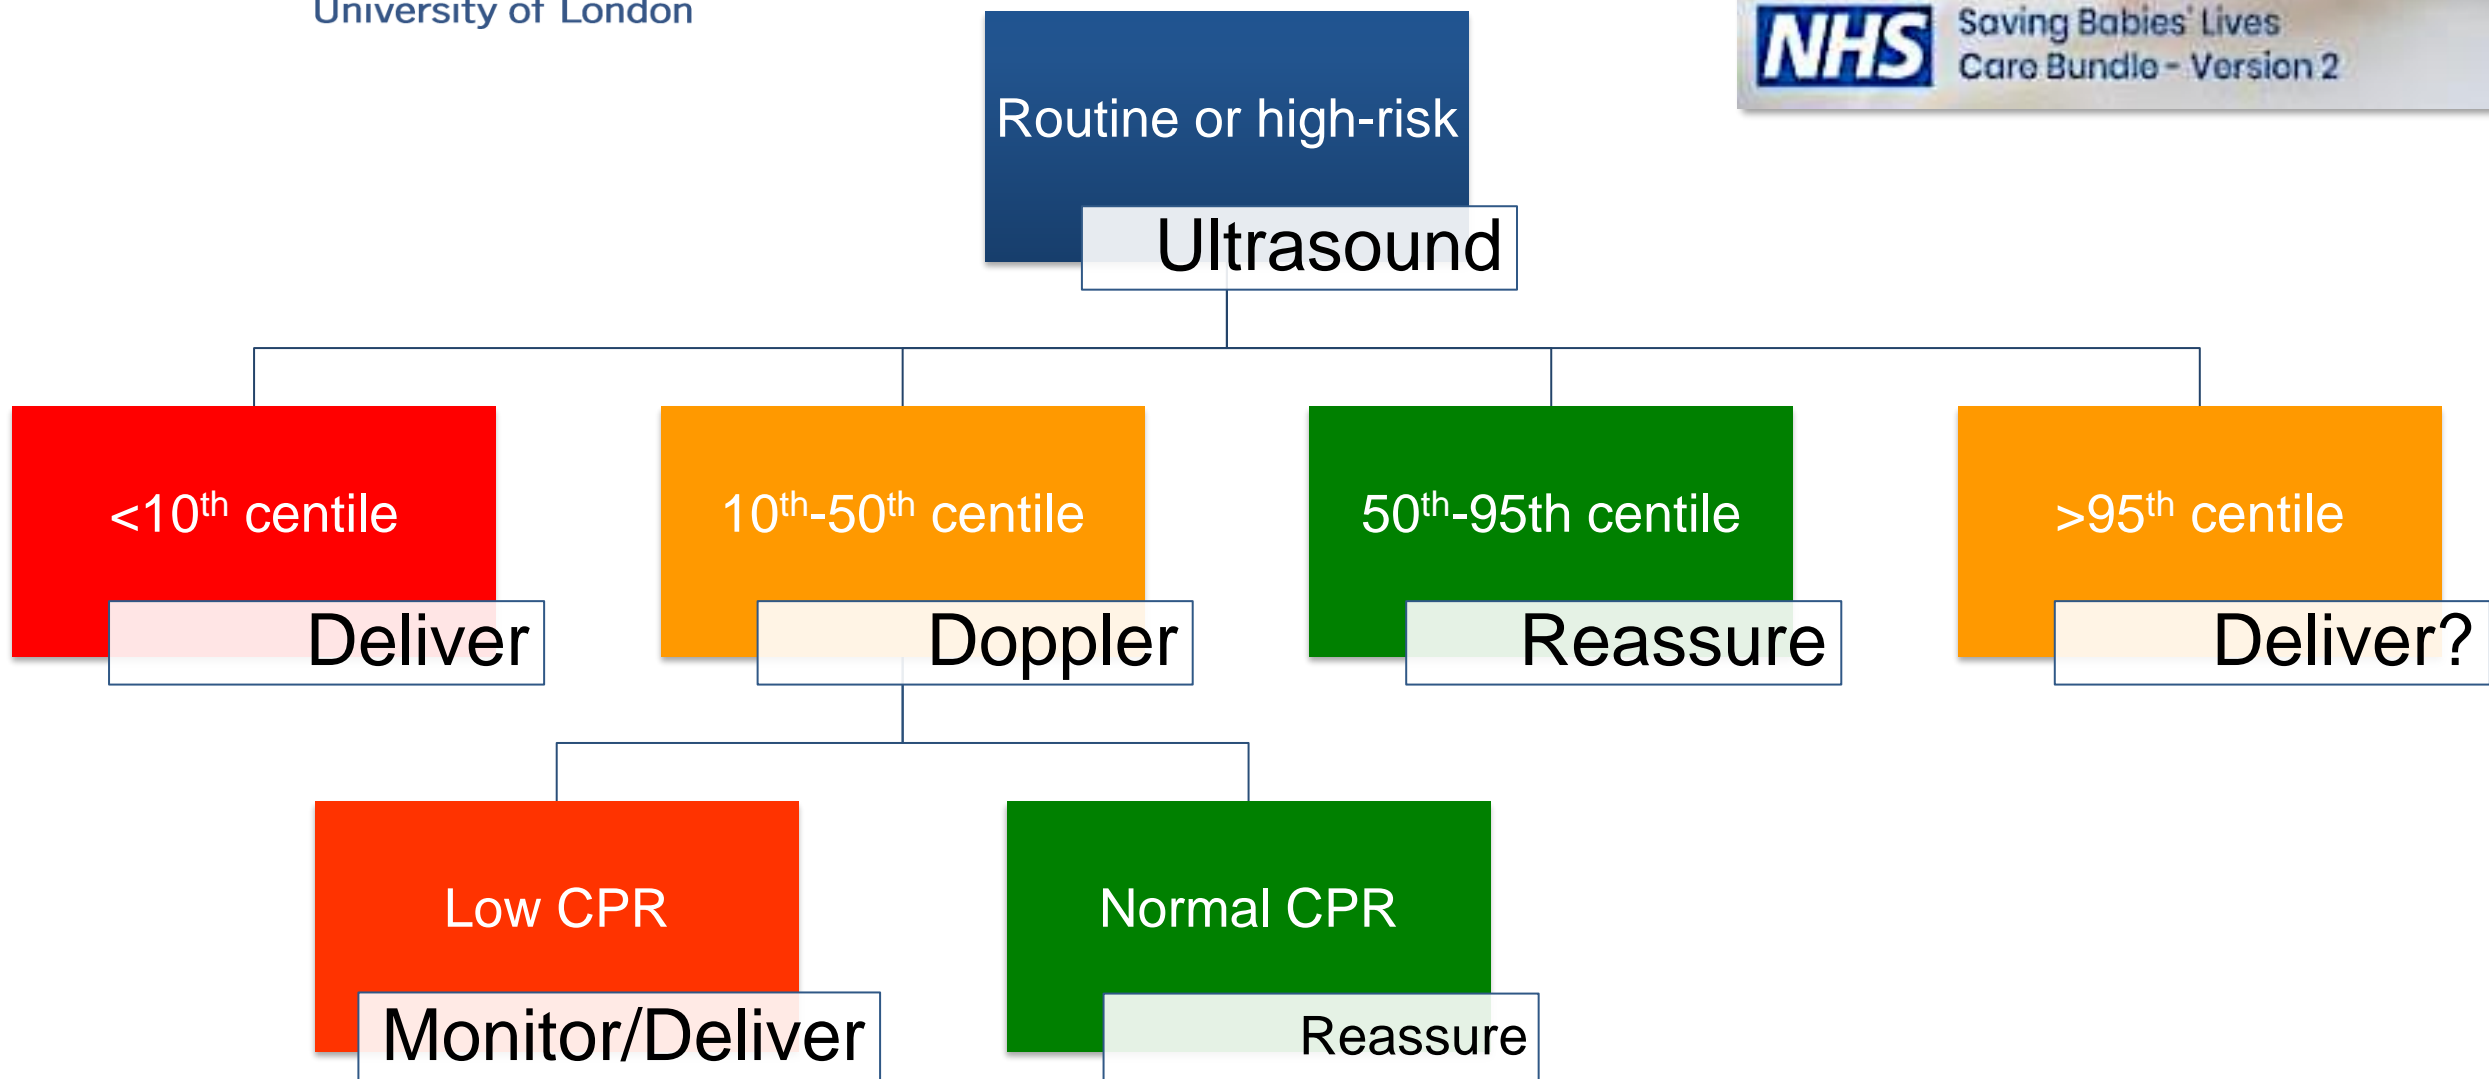 University of London
NHS
Saving Babies' Lives
Care Bundle - Version 2
Routine or high-risk
Ultrasound
<10th centile
Deliver
10th-50th centile
Doppler
50th-95th centile
Reassure
>95th centile
Deliver?
Low CPR
Monitor/Deliver
Normal CPR
Reassure